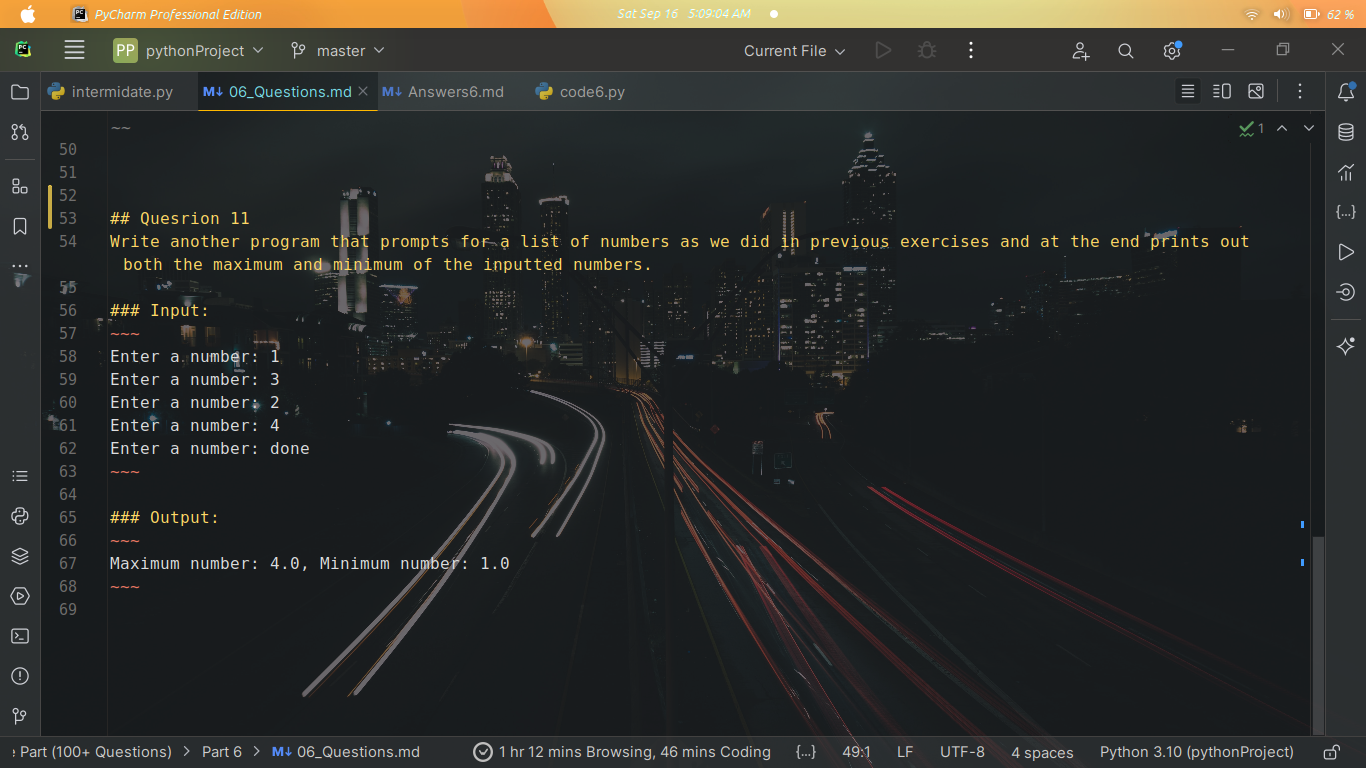 PyCharm Professional Edition
Sat Sep 16 5:09:04 AM
62 %
PC
PP pythonProject
master
Current File
intermidate.py
M↓ 06_Questions.md
M↓ Answers6.md
code6.py
~~
1
50
51
52
53 ## Quesrion 11
54 Write another program that prompts for a list of numbers as we did in previous exercises and at the end prints out
both the maximum and minimum of the inputted numbers.
55
56 ### Input:
57 ~~~
58 Enter a number: 1
59 Enter a number: 3
60 Enter a number: 2
61 Enter a number: 4
62 Enter a number: done
63 ~~~
64
65 ### Output:
66 ~~~
67 Maximum number: 4.0, Minimum number: 1.0
68 ~~~
69
Part (100+ Questions) > Part 6 > M↓ 06_Questions.md
1 hr 12 mins Browsing, 46 mins Coding
{...}
49:1
LF
UTF-8
4 spaces
Python 3.10 (pythonProject)